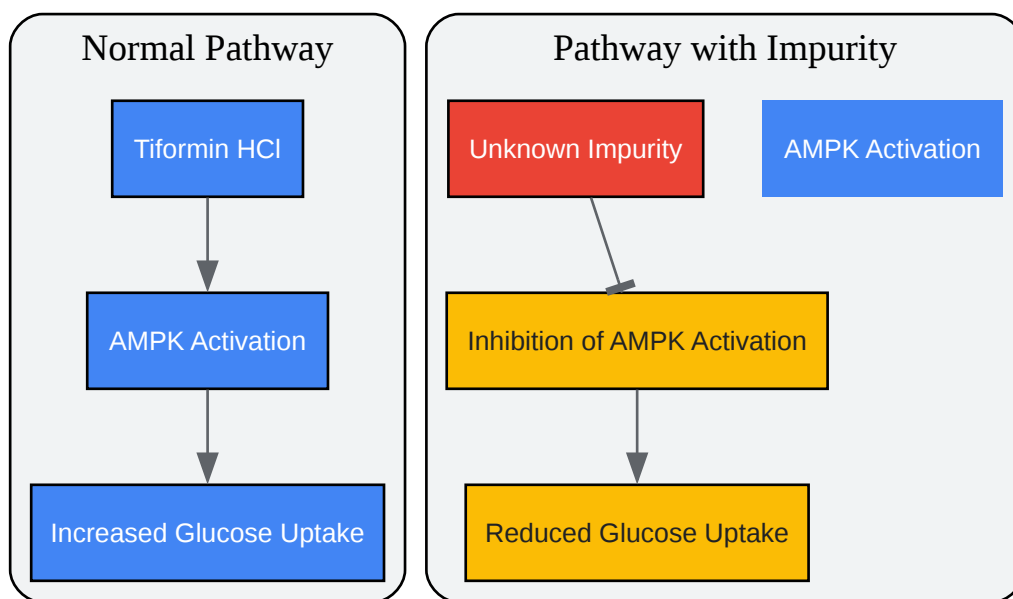 Normal Pathway
Tiformin HCl
AMPK Activation
Increased Glucose Uptake
Pathway with Impurity
Unknown Impurity
AMPK Activation
Inhibition of AMPK Activation
Reduced Glucose Uptake